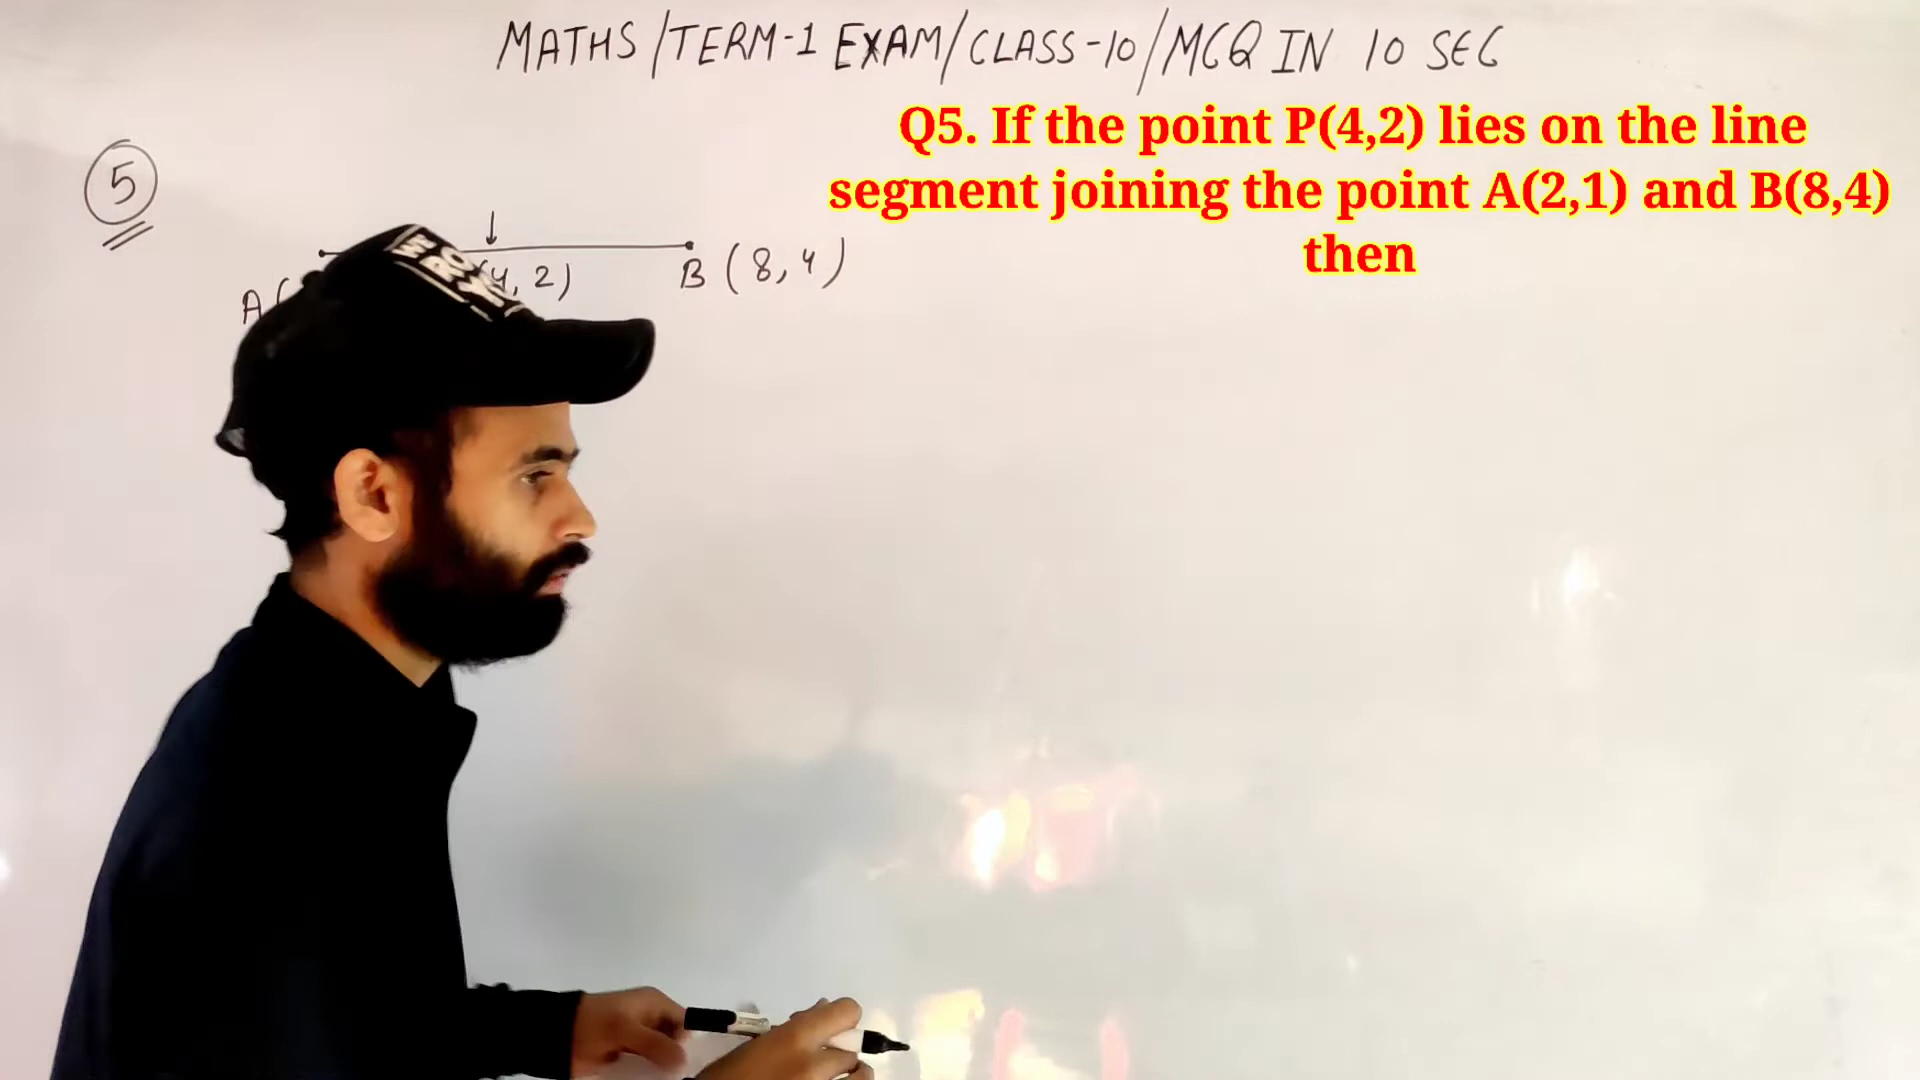 MATHS/TERM-1 EXAM/CLASS-10/MCQ IN 10 SEC
Q5. If the point P(4,2) lies on the line
segment joining the point A(2,1) and B(8,4)
then
5
A (
(4, 2)
B (8, 4)